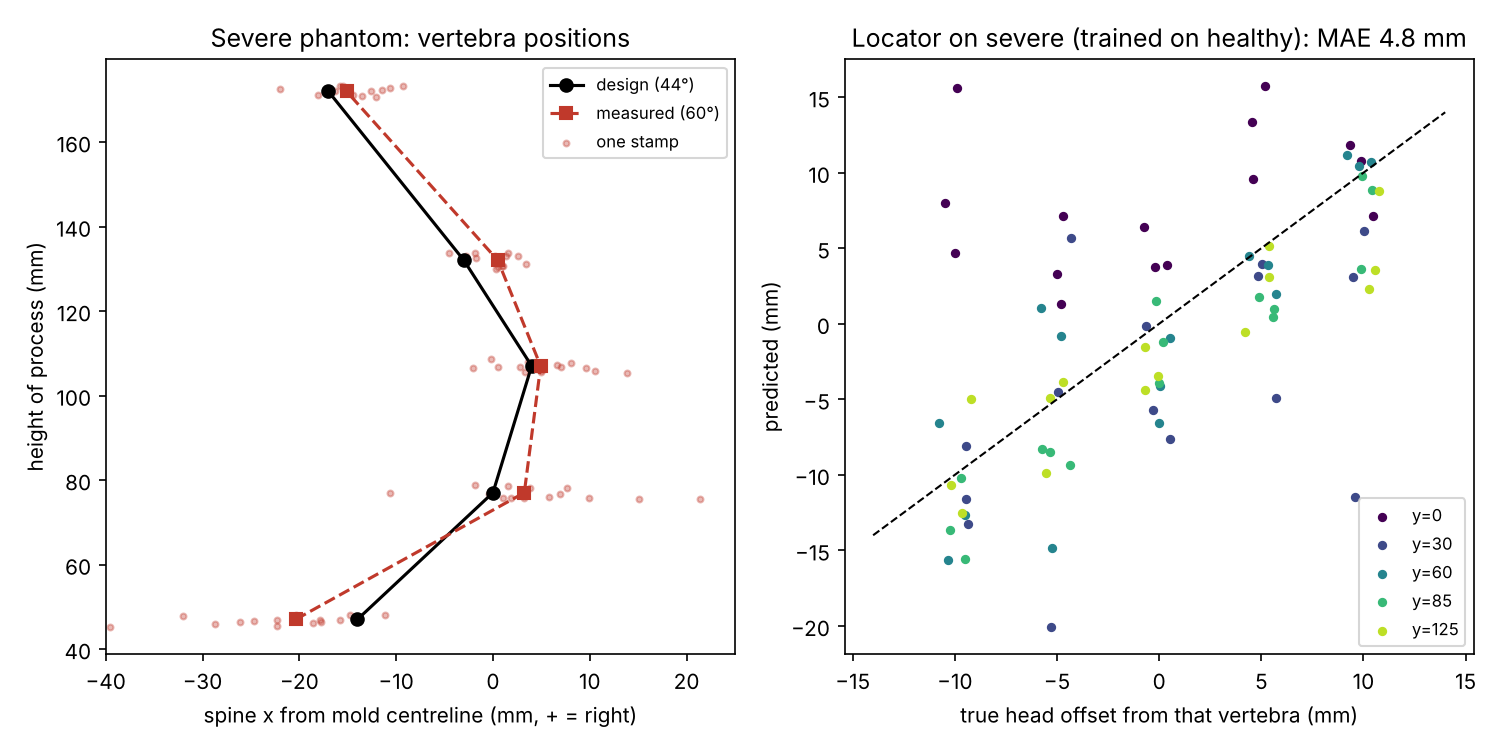 Severe phantom: vertebra positions
height of process (mm)
160
140
120
100
80
60
40
−40
−30
−20
−10
0
10
20
spine x from mold centreline (mm, + = right)
design (44°)
measured (60°)
one stamp
Locator on severe (trained on healthy): MAE 4.8 mm
predicted (mm)
15
10
5
0
−5
−10
−15
−20
−15
−10
−5
0
5
10
15
true head offset from that vertebra (mm)
y=0
y=30
y=60
y=85
y=125